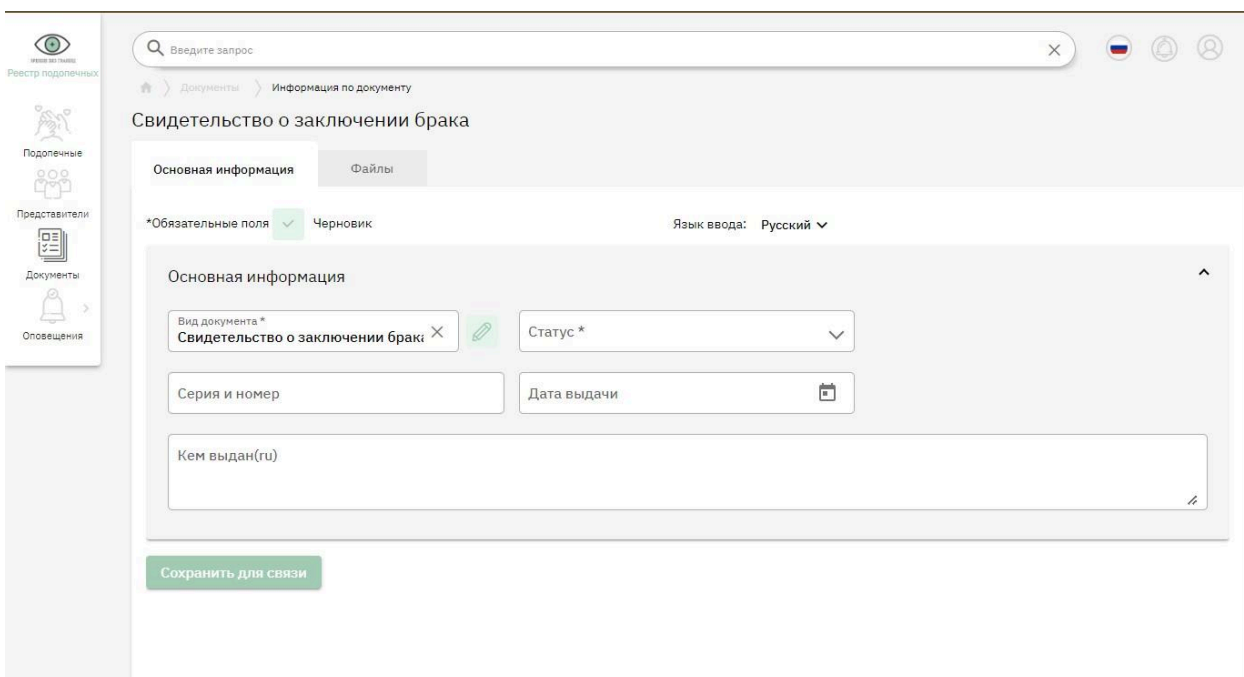 Реестр подопечных
Подопечные
Представители
Документы
Оповещения
Введите запрос
Документы
Информация по документу
Свидетельство о заключении брака
Основная информация
Файлы
*Обязательные поля
Черновик
Язык ввода: Русский
Основная информация
Вид документа *
Свидетельство о заключении брака
Статус *
Серия и номер
Дата выдачи
Кем выдан(ru)
Сохранить для связи